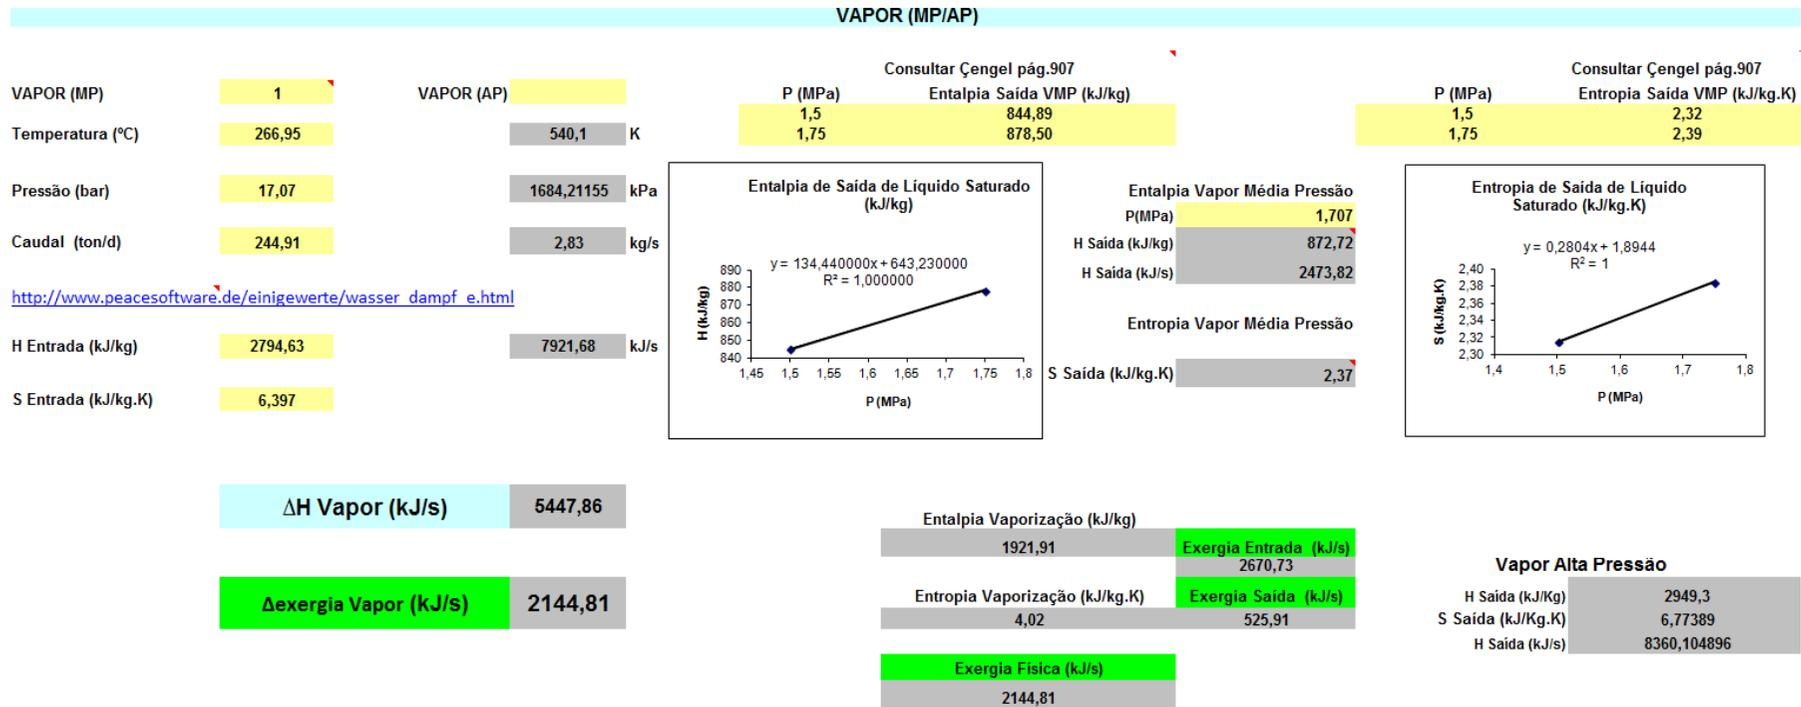 VAPOR (MP/AP)
Consultar Çengel pág.907
Consultar Çengel pág.907
VAPOR (MP) 1 VAPOR (AP) P (MPa) Entalpia Saída VMP (kJ/kg) P (MPa) Entropia Saída VMP (kJ/kg.K)
1,5 844,89 1,5 2,32
Temperatura (ºC) 266,95 540,1 K 1,75 878,50 1,75 2,39
Pressão (bar) 17,07 1684,21155 kPa
Caudal (ton/d) 244,91 2,83 kg/s
http://www.peacesoftware.de/einigewerte/wasser_dampf_e.html
H Entrada (kJ/kg) 2794,63 7921,68 kJ/s
S Entrada (kJ/kg.K) 6,397
Entalpia de Saída de Líquido Saturado
(kJ/kg)
y = 134,440000x + 643,230000
R² = 1,000000
H (kJ/kg)
890
880
870
860
850
840
1,45 1,5 1,55 1,6 1,65 1,7 1,75 1,8
P (MPa)
Entalpia Vapor Média Pressão
P(MPa) 1,707
H Saída (kJ/kg) 872,72
H Saída (kJ/s) 2473,82
Entropia Vapor Média Pressão
S Saída (kJ/kg.K) 2,37
Entropia de Saída de Líquido
Saturado (kJ/kg.K)
y = 0,2804x + 1,8944
R² = 1
S (kJ/kg.K)
2,40
2,38
2,36
2,34
2,32
2,30
1,4 1,5 1,6 1,7 1,8
P (MPa)
ΔH Vapor (kJ/s) 5447,86
Δexergia Vapor (kJ/s) 2144,81
Entalpia Vaporização (kJ/kg)
1921,91 Exergia Entrada (kJ/s)
2670,73
Entropia Vaporização (kJ/kg.K) Exergia Saída (kJ/s)
4,02 525,91
Exergia Física (kJ/s)
2144,81
Vapor Alta Pressão
H Saída (kJ/Kg) 2949,3
S Saída (kJ/Kg.K) 6,77389
H Saída (kJ/s) 8360,104896